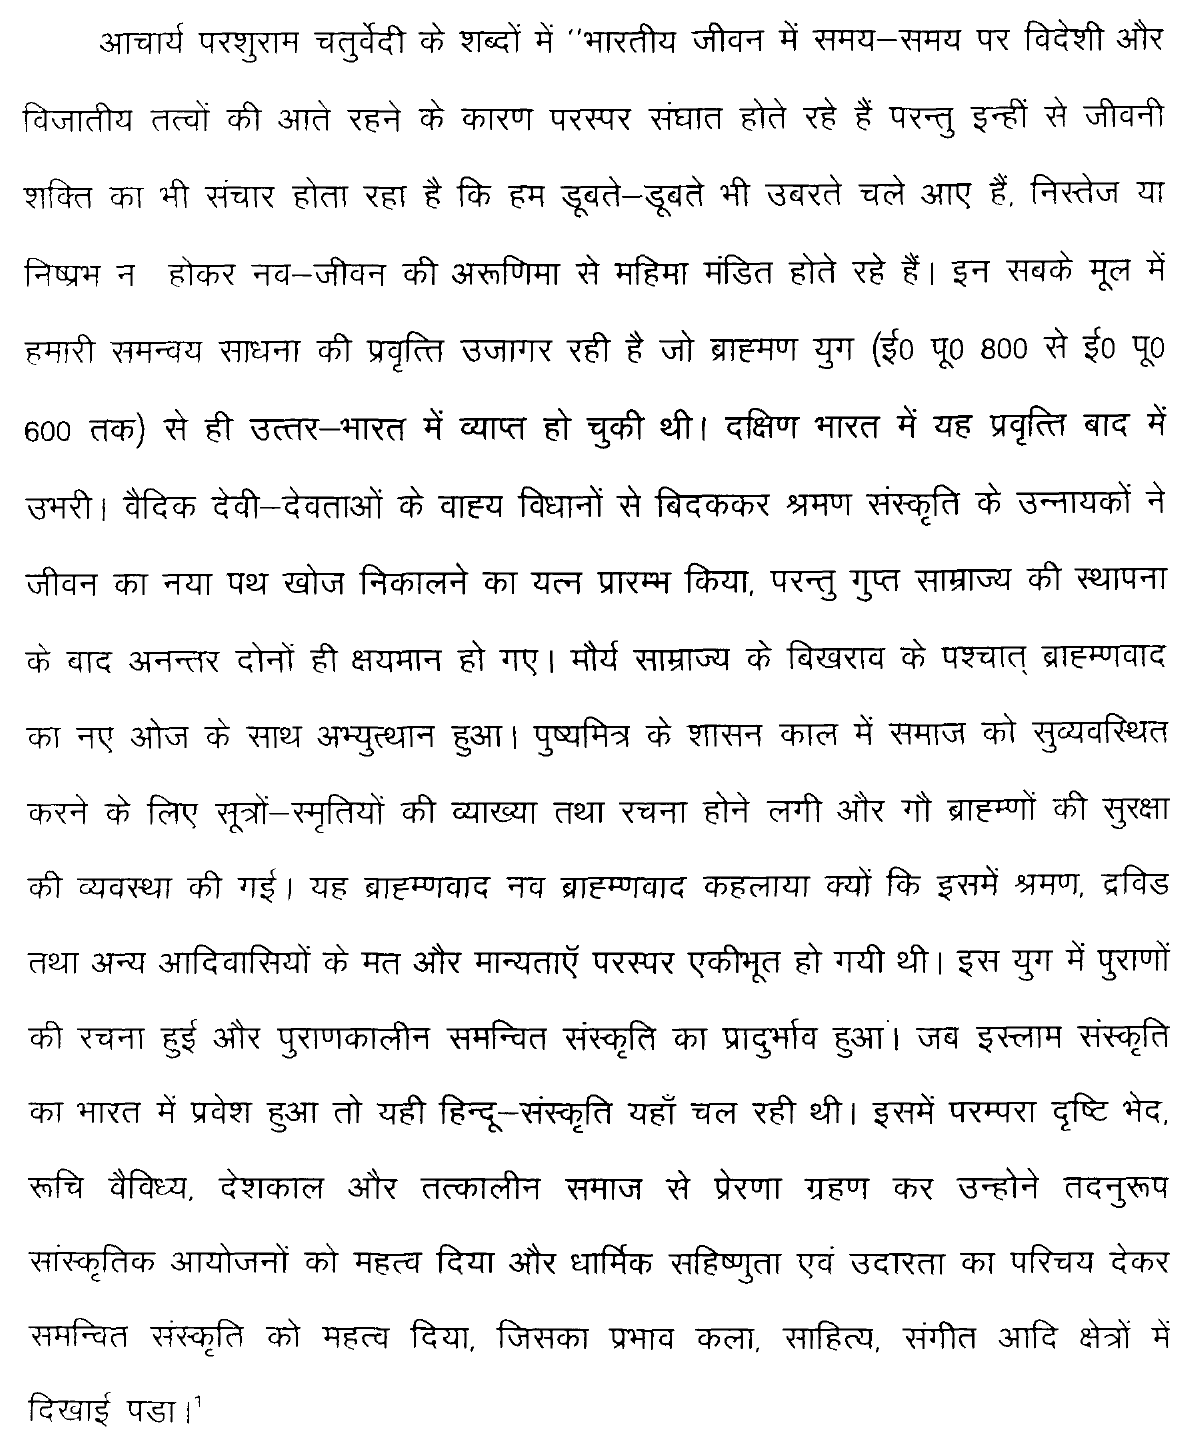 आचार्य परशुराम चतुर्वेदी के शब्दों में ''भारतीय जीवन में समय–समय पर विदेशी और
विजातीय तत्वों की आते रहने के कारण परस्पर संघात होते रहे हैं परन्तु इन्हीं से जीवनी
शक्ति का भी संचार होता रहा है कि हम डूबते–डूबते भी उबरते चले आए हैं, निस्तेज या
निष्प्रभ न होकर नव–जीवन की अरूणिमा से महिमा मंडित होते रहे हैं। इन सबके मूल में
हमारी समन्वय साधना की प्रवृत्ति उजागर रही है जो ब्राह्मण युग (ई0 पू0 800 से ई0 पू0
600 तक) से ही उत्तर–भारत में व्याप्त हो चुकी थी। दक्षिण भारत में यह प्रवृत्ति बाद में
उभरी। वैदिक देवी–देवताओं के वाह्य विधानों से बिदककर श्रमण संस्कृति के उन्नायकों ने
जीवन का नया पथ खोज निकालने का यत्न प्रारम्भ किया, परन्तु गुप्त साम्राज्य की स्थापना
के बाद अनन्तर दोनों ही क्षयमान हो गए। मौर्य साम्राज्य के बिखराव के पश्चात् ब्राह्म्णवाद
का नए ओज के साथ अभ्युत्थान हुआ। पुष्यमित्र के शासन काल में समाज को सुव्यवस्थित
करने के लिए सूत्रों–स्मृतियों की व्याख्या तथा रचना होने लगी और गौ ब्राह्म्णों की सुरक्षा
की व्यवस्था की गई। यह ब्राह्म्णवाद नव ब्राह्म्णवाद कहलाया क्यों कि इसमें श्रमण, द्रविड
तथा अन्य आदिवासियों के मत और मान्यताऍ परस्पर एकीभूत हो गयी थी। इस युग में पुराणों
की रचना हुई और पुराणकालीन समन्वित संस्कृति का प्रादुर्भाव हुआ। जब इस्लाम संस्कृति
का भारत में प्रवेश हुआ तो यही हिन्दू–संस्कृति यहाँ चल रही थी। इसमें परम्परा दृष्टि भेद,
रूचि वैविध्य, देशकाल और तत्कालीन समाज से प्रेरणा ग्रहण कर उन्होने तदनुरूप
सांस्कृतिक आयोजनों को महत्व दिया और धार्मिक सहिष्णुता एवं उदारता का परिचय देकर
समन्वित संस्कृति को महत्व दिया, जिसका प्रभाव कला, साहित्य, संगीत आदि क्षेत्रों में
दिखाई पडा।¹